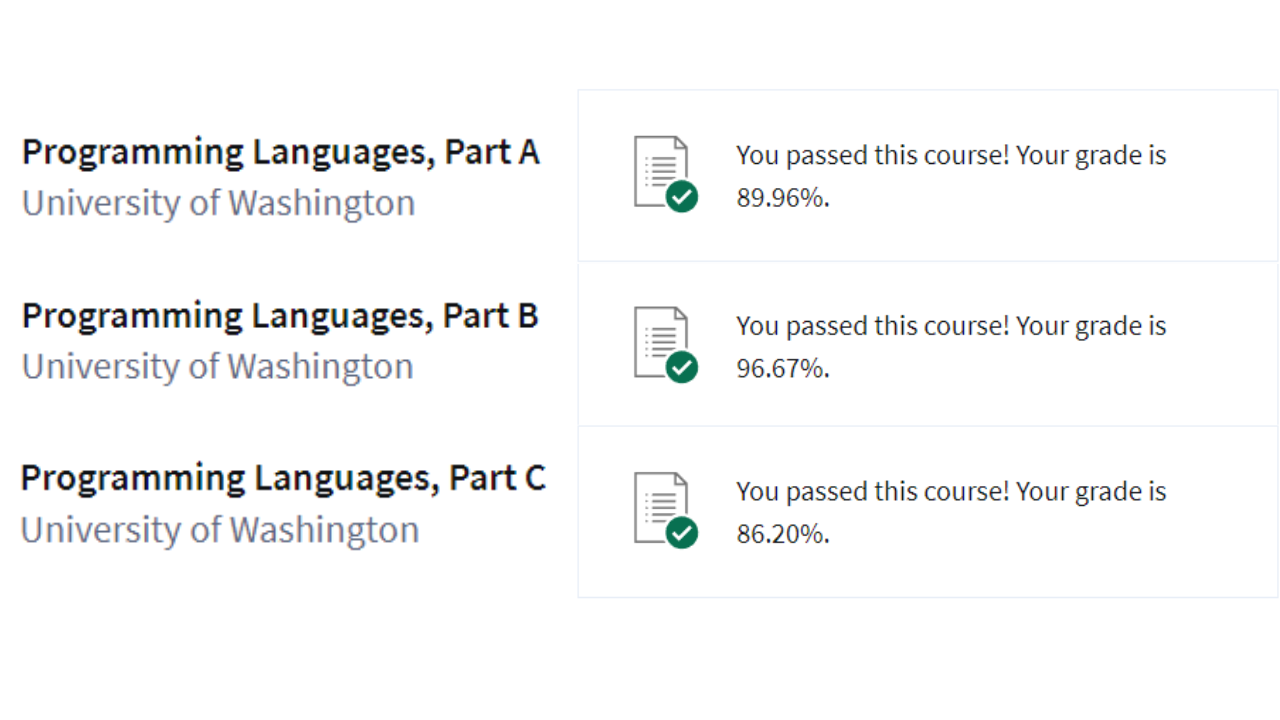 Programming Languages, Part A
University of Washington
You passed this course! Your grade is
89.96%.
Programming Languages, Part B
University of Washington
You passed this course! Your grade is
96.67%.
Programming Languages, Part C
University of Washington
You passed this course! Your grade is
86.20%.